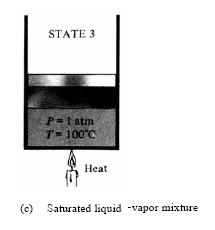 STATE 3
P = 1 atm
T = 100°C
Heat
(c) Saturated liquid -vapor mixture